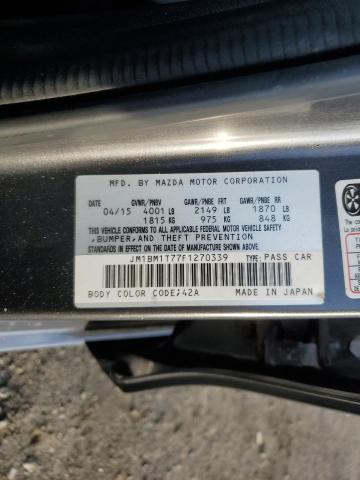 MFD. BY MAZDA MOTOR CORPORATION
DATE GVWR/PNBV GAWR/PNBE FRT GAWR/PNBE RR
04/15 4001 LB 2149 LB 1870 LB
1815 KG 975 KG 848 KG
THIS VEHICLE CONFORMS TO ALL APPLICABLE FEDERAL MOTOR VEHICLE SAFETY
,BUMPER,AND THEFT PREVENTION
STANDARDS IN EFFECT ON THE DATE OF MANUFACTURE SHOWN ABOVE.
JM1BM1T77F1270339 TYPE: PASS CAR
BODY COLOR CODE:42A MADE IN JAPAN